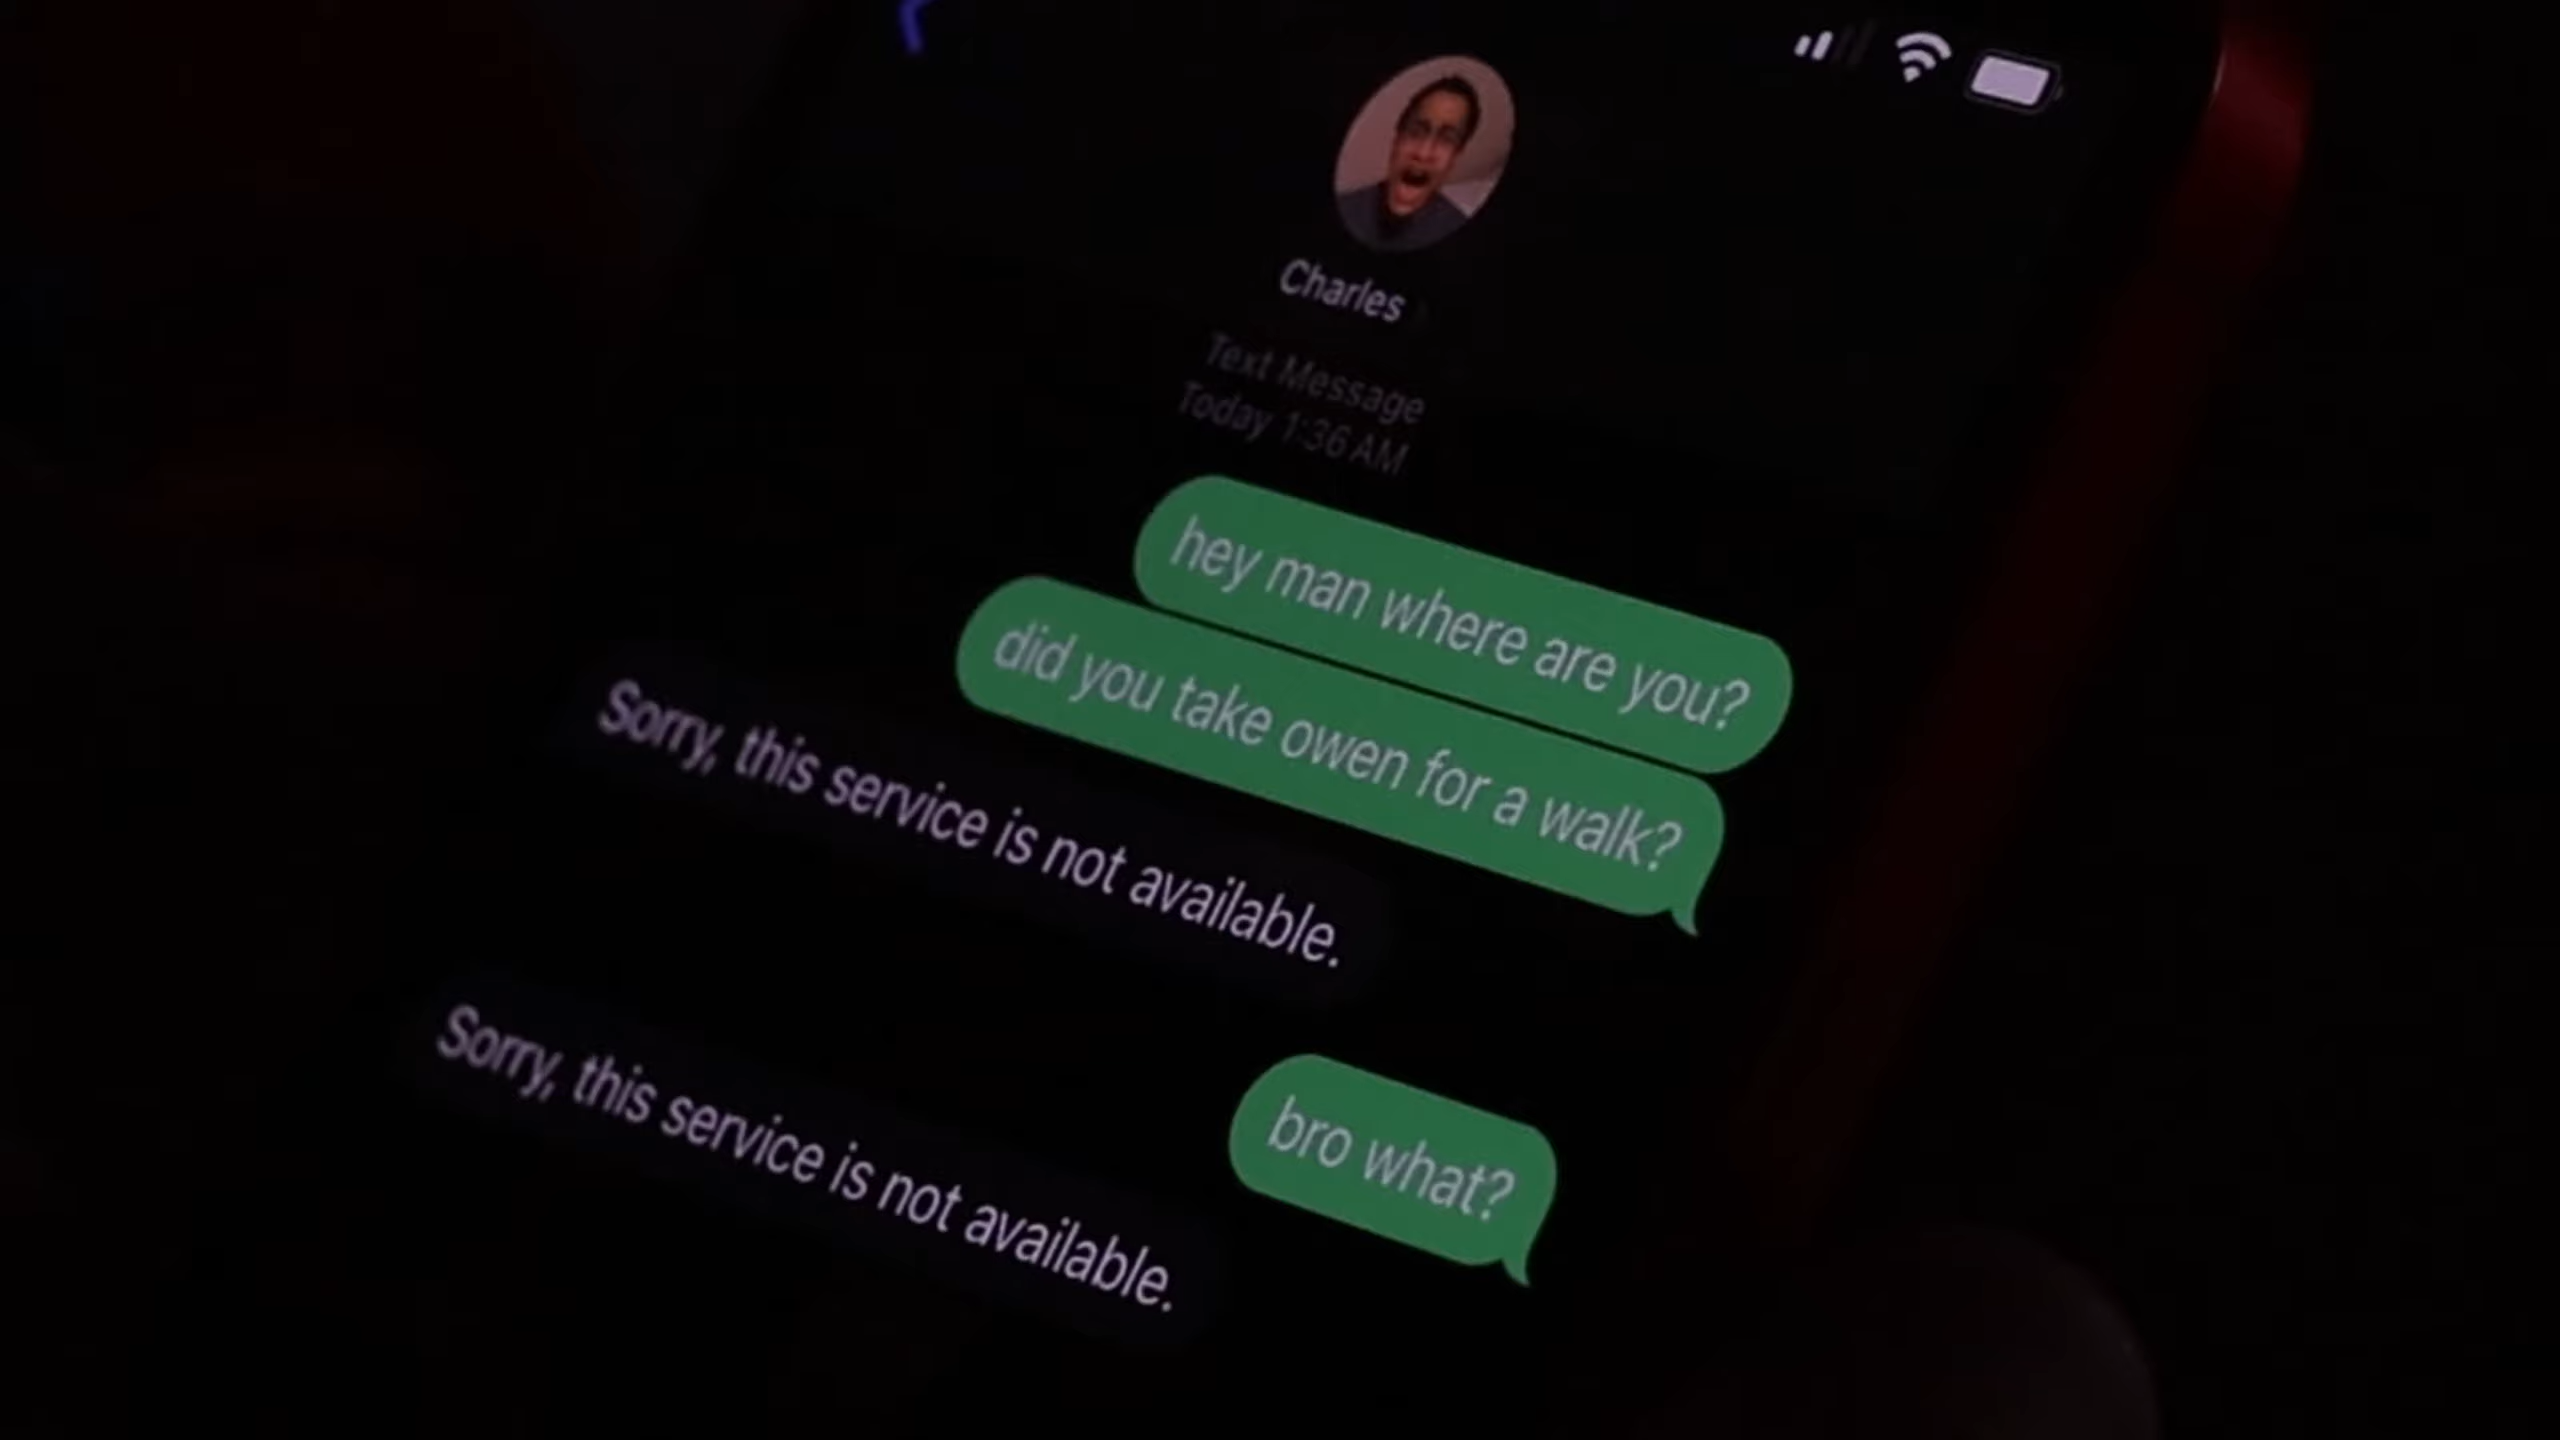 Charles
Text Message
Today 1:36 AM
hey man where are you?
did you take owen for a walk?
Sorry, this service is not available.
bro what?
Sorry, this service is not available.